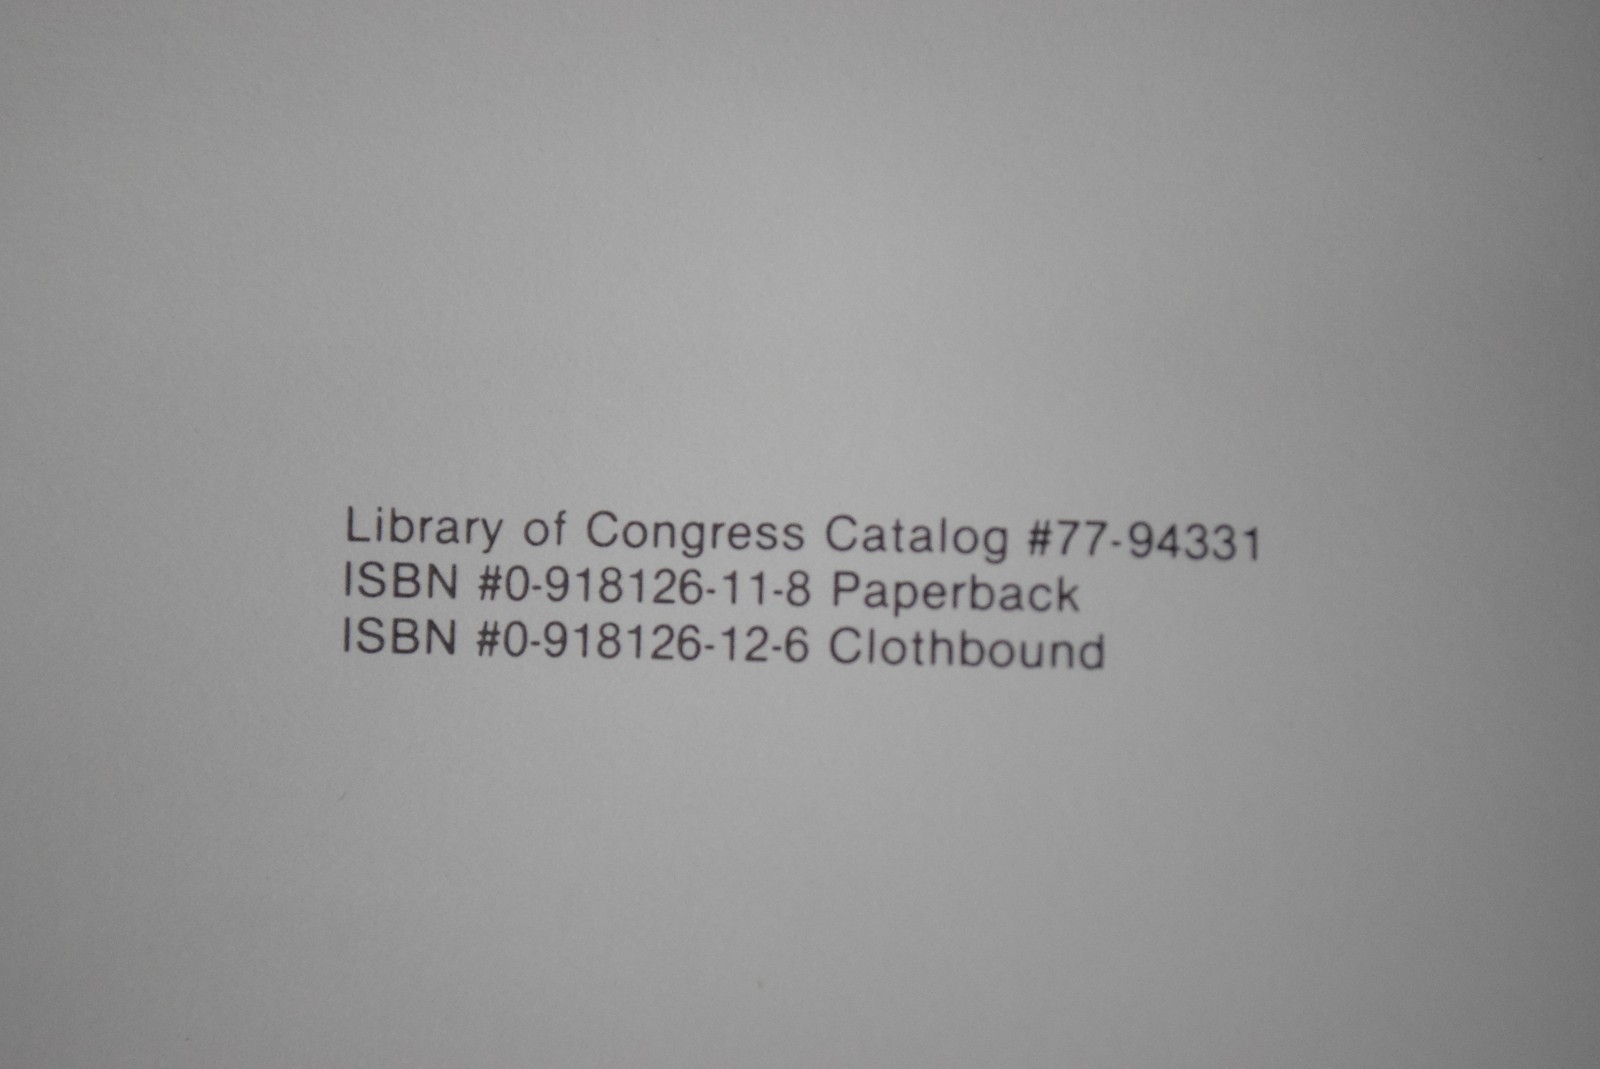 Library of Congress Catalog #77-94331
ISBN #0-918126-11-8 Paperback
ISBN #0-918126-12-6 Clothbound